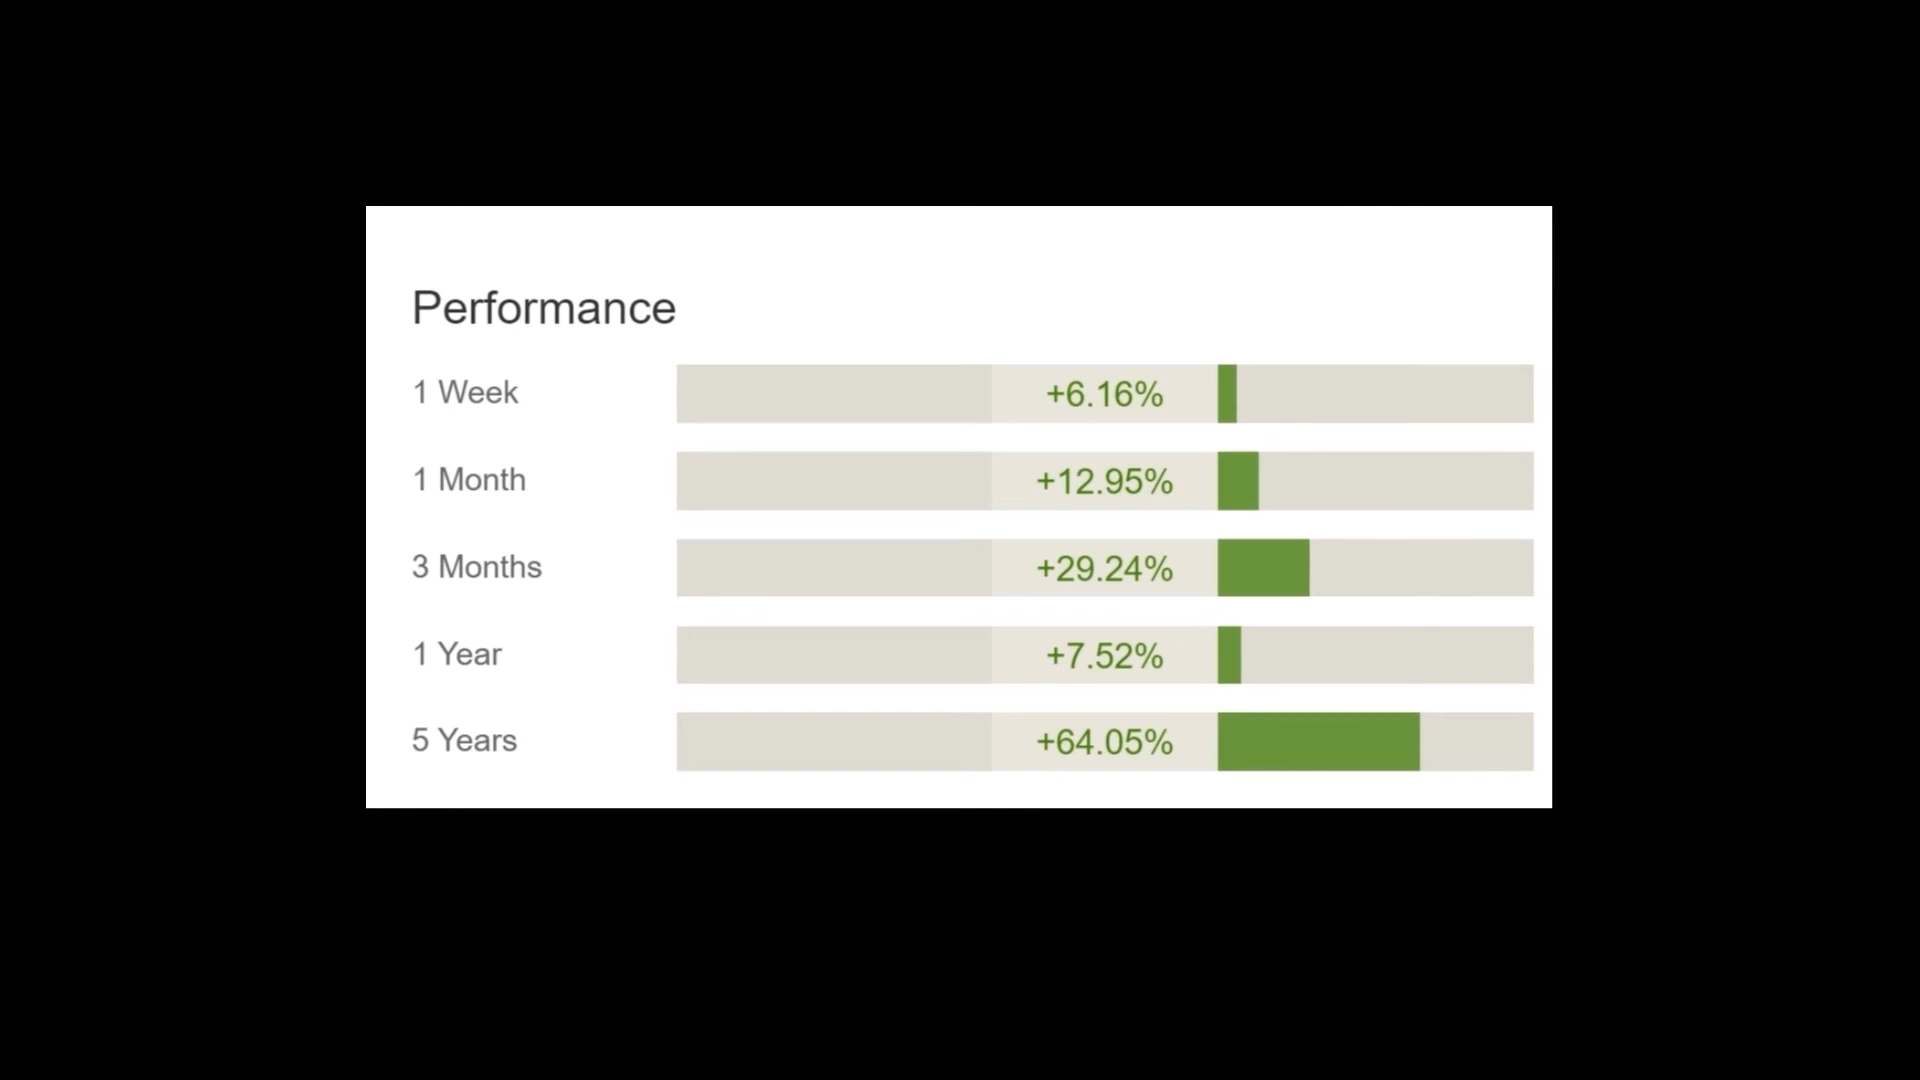 Performance
1 Week +6.16%
1 Month +12.95%
3 Months +29.24%
1 Year +7.52%
5 Years +64.05%